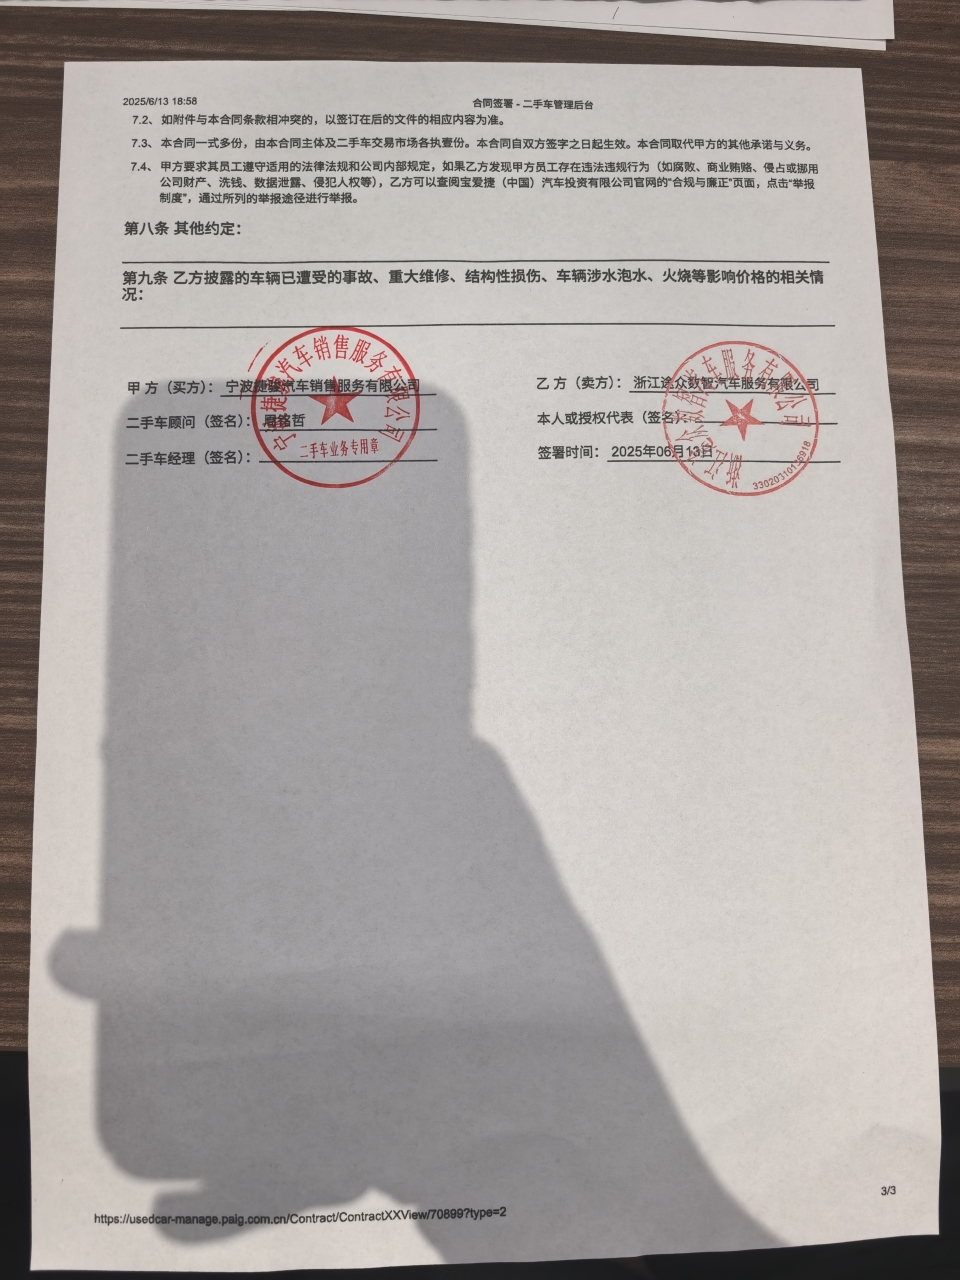 2025/6/13 18:58
合同签署 - 二手车管理后台
7.2、如附件与本合同条款相冲突的，以签订在后的文件的相应内容为准。
7.3、本合同一式多份，由本合同主体及二手车交易市场各执壹份。本合同自双方签字之日起生效。本合同取代甲方的其他承诺与义务。
7.4、甲方要求其员工遵守适用的法律法规和公司内部规定，如果乙方发现甲方员工存在违法违规行为（如腐败、商业贿赂、侵占或挪用
公司财产、洗钱、数据泄露、侵犯人权等），乙方可以查阅宝爱捷（中国）汽车投资有限公司官网的“合规与廉正”页面，点击“举报
制度”，通过所列的举报途径进行举报。
第八条 其他约定：
第九条 乙方披露的车辆已遭受的事故、重大维修、结构性损伤、车辆涉水泡水、火烧等影响价格的相关情
况：
甲 方（买方）： 宁波捷骏汽车销售服务有限公司
二手车顾问（签名）： 周铭哲
二手车经理（签名）：
二手车业务专用章
乙 方（卖方）： 浙江途众数智汽车服务有限公司
本人或授权代表（签名）：
签署时间： 2025年06月13日
https://usedcar-manage.paig.com.cn/Contract/ContractXXView/70899?type=2
3/3